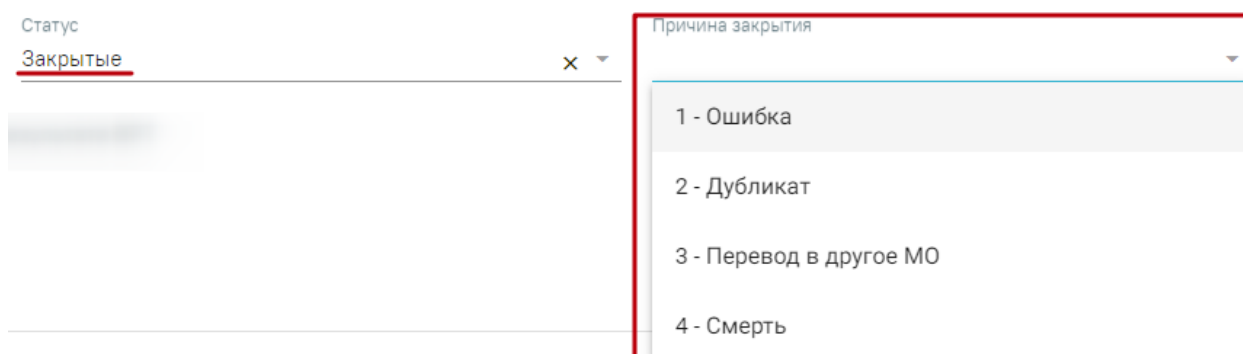 Статус
Закрытые
Причина закрытия
1 - Ошибка
2 - Дубликат
3 - Перевод в другое МО
4 - Смерть